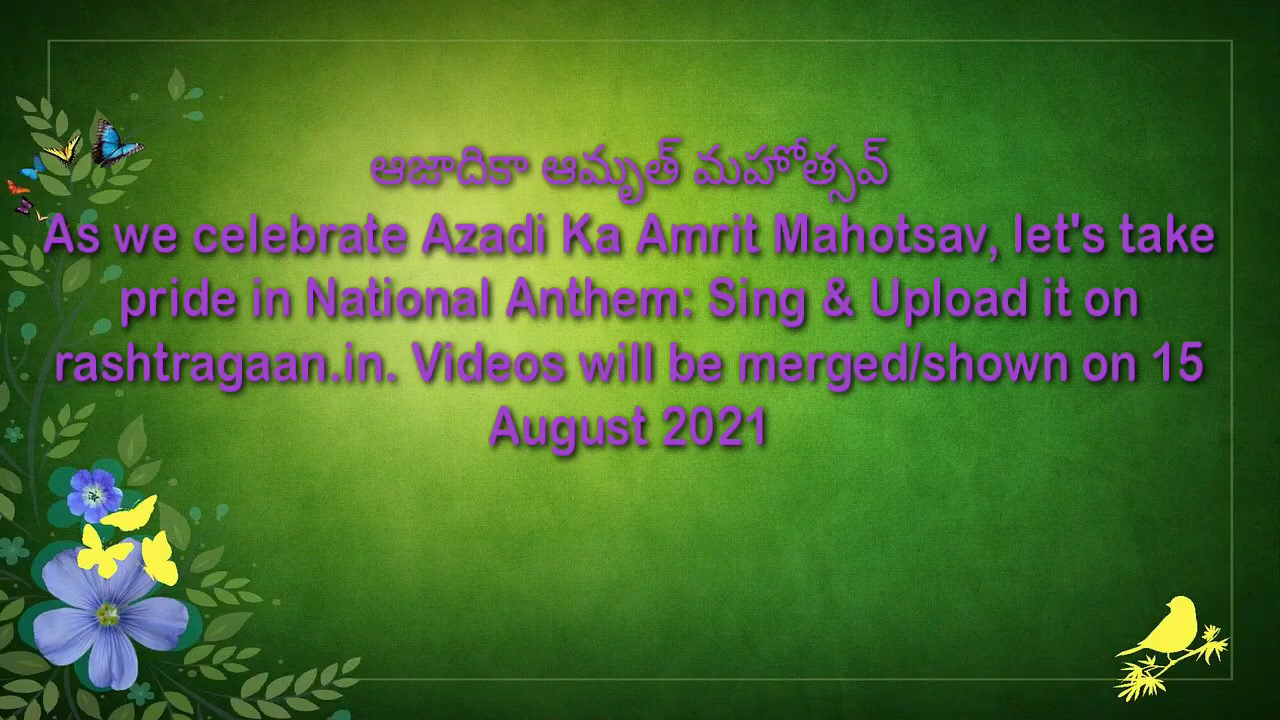 ఆజాదికా ఆమృత్ మహోత్సవ్
As we celebrate Azadi Ka Amrit Mahotsav, let's take
pride in National Anthem: Sing & Upload it on
rashtragaan.in. Videos will be merged/shown on 15
August 2021